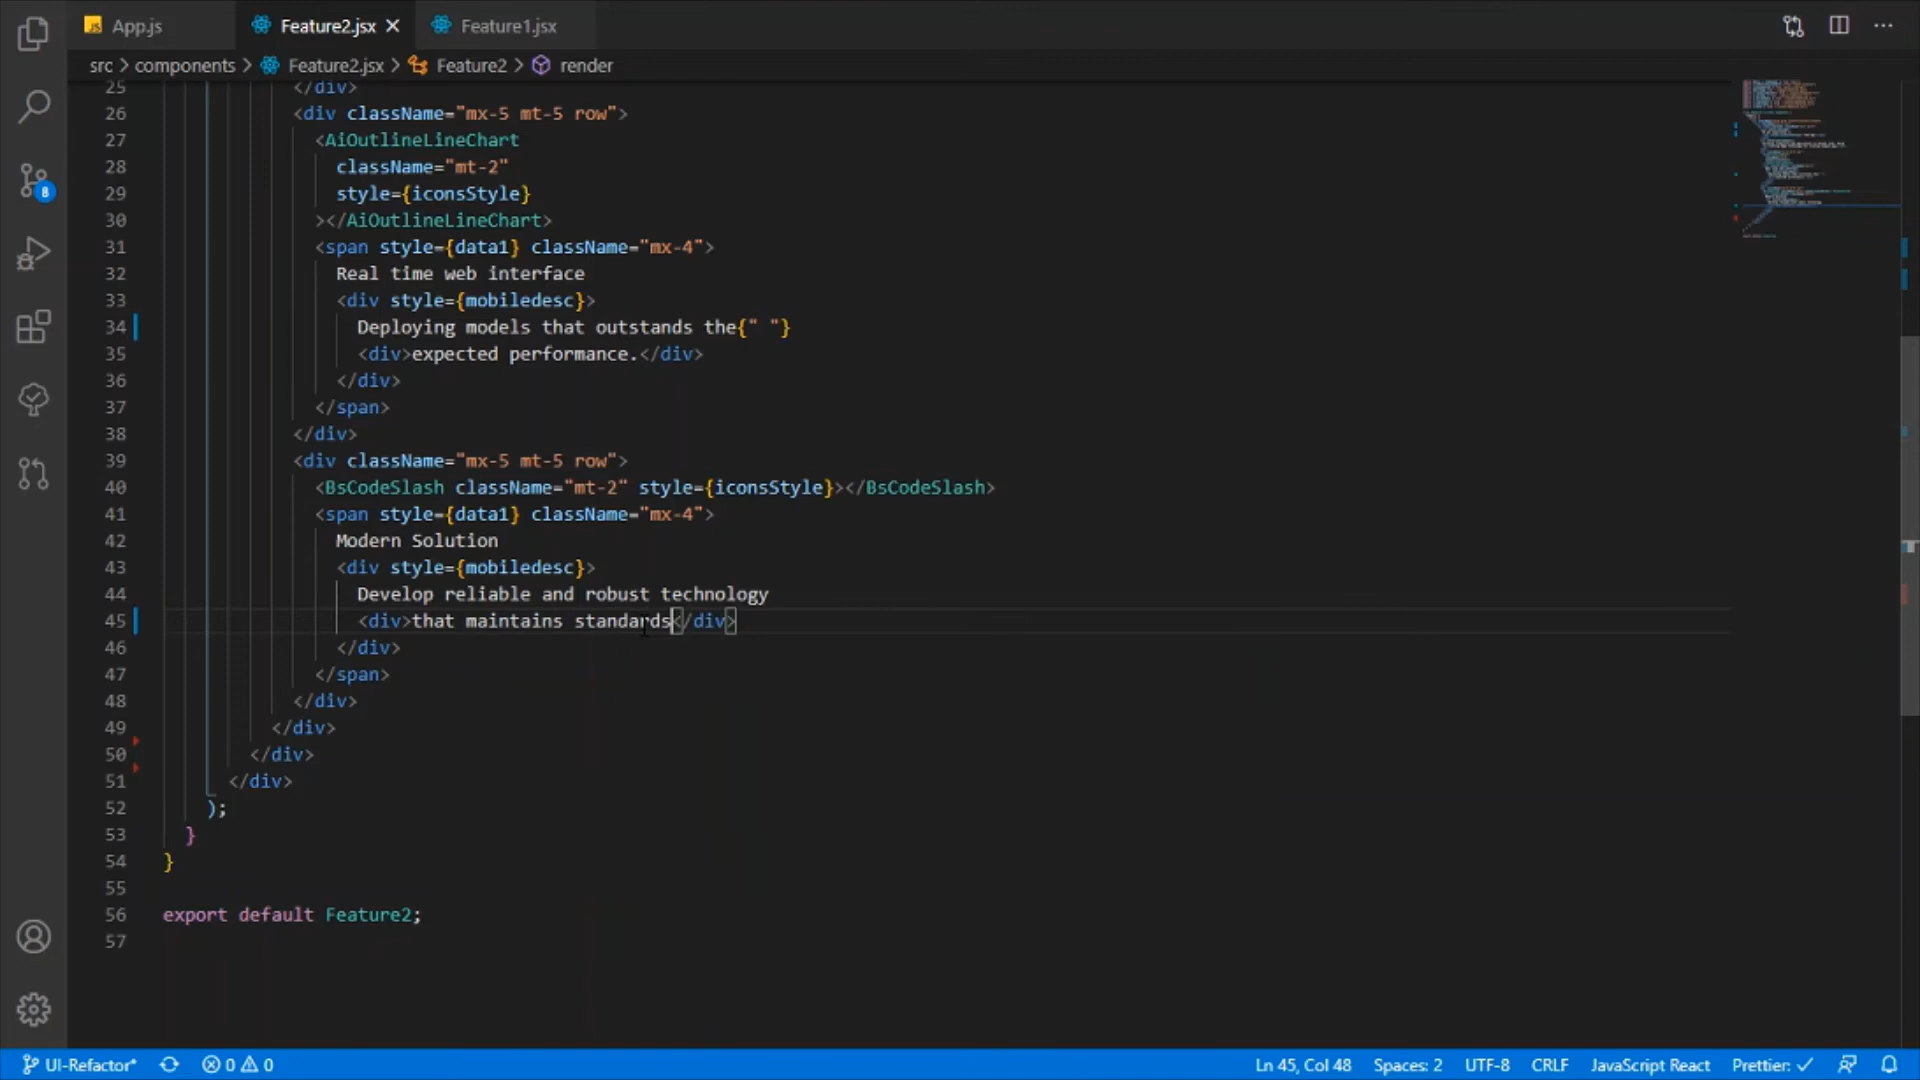 App.js Feature2.jsx Feature1.jsx
src > components > Feature2.jsx > Feature2 > render
25 </div>
26 <div className="mx-5 mt-5 row">
27 <AiOutlineLineChart
28 className="mt-2"
29 style={iconsStyle}
30 ></AiOutlineLineChart>
31 <span style={data1} className="mx-4">
32 Real time web interface
33 <div style={mobiledesc}>
34 Deploying models that outstands the{" "}
35 <div>expected performance.</div>
36 </div>
37 </span>
38 </div>
39 <div className="mx-5 mt-5 row">
40 <BsCodeSlash className="mt-2" style={iconsStyle}></BsCodeSlash>
41 <span style={data1} className="mx-4">
42 Modern Solution
43 <div style={mobiledesc}>
44 Develop reliable and robust technology
45 <div>that maintains standards</div>
46 </div>
47 </span>
48 </div>
49 </div>
50 </div>
51 </div>
52 );
53 }
54 }
55
56 export default Feature2;
57
8
UI-Refactor* 0 0 Ln 45, Col 48 Spaces: 2 UTF-8 CRLF JavaScript React Prettier: ✓